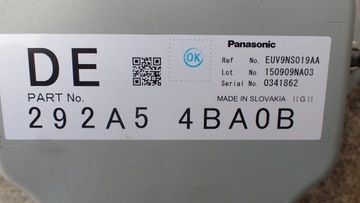 DE
OK
Panasonic
Ref No. EUV9NS019AA
Lot No. 150909NA03
Serial No. 0341862
PART No.
MADE IN SLOVAKIA IIGII
292A5 4BA0B